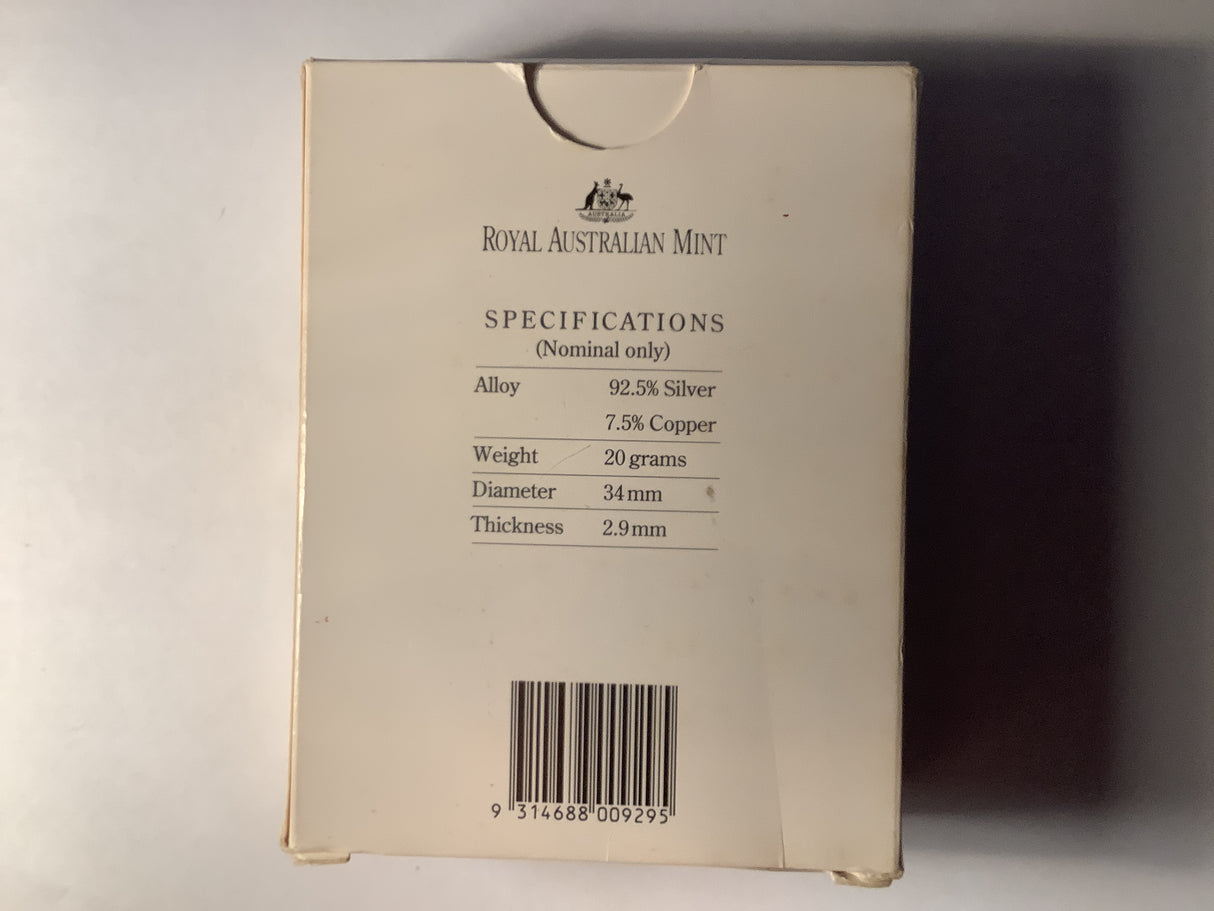 AUSTRALIA
ROYAL AUSTRALIAN MINT
SPECIFICATIONS
(Nominal only)
Alloy 92.5% Silver
7.5% Copper
Weight 20 grams
Diameter 34mm
Thickness 2.9mm
9 314688 009295